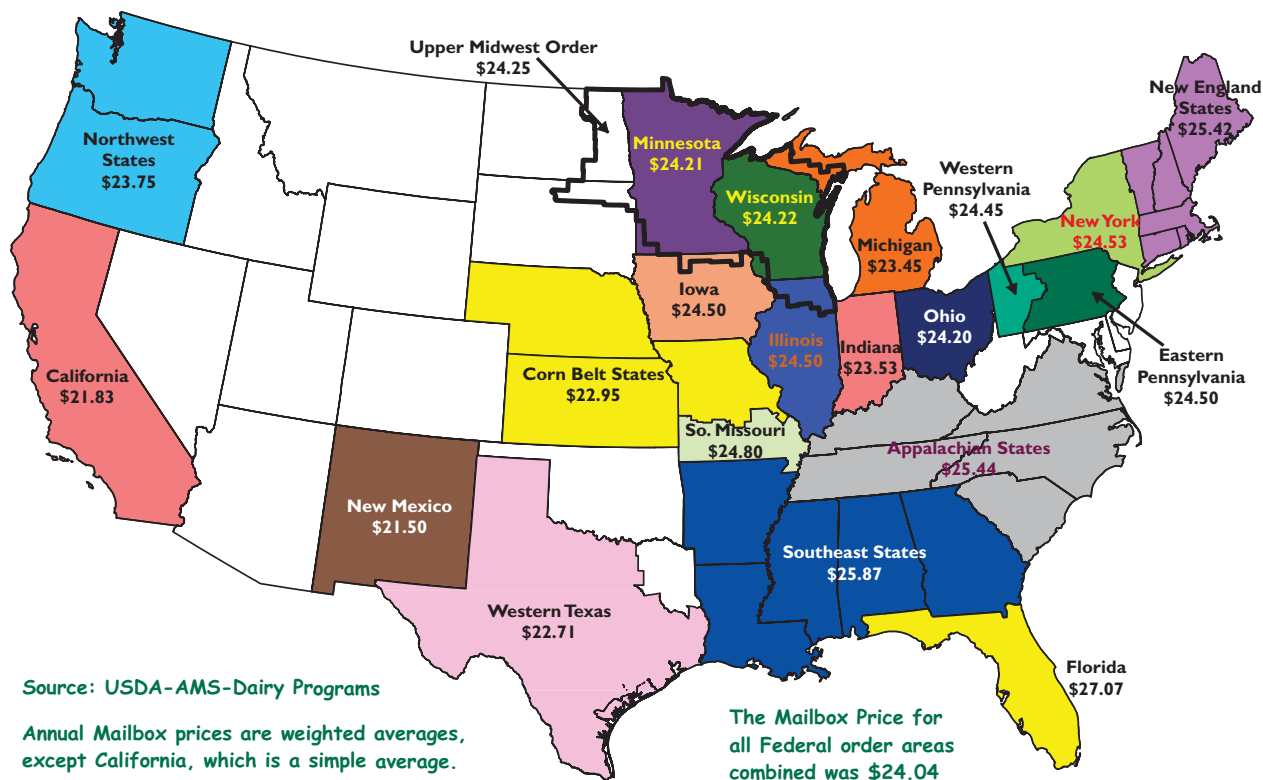 Upper Midwest Order
$24.25
New England
States
$25.42
Northwest
States
$23.75
Minnesota
$24.21
Western
Pennsylvania
$24.45
Wisconsin
$24.22
New York
$24.53
Michigan
$23.45
Iowa
$24.50
Ohio
$24.20
Illinois
$24.50
Indiana
$23.53
Eastern
Pennsylvania
$24.50
California
$21.83
Corn Belt States
$22.95
So. Missouri
$24.80
Appalachian States
$25.44
New Mexico
$21.50
Southeast States
$25.87
Western Texas
$22.71
Florida
$27.07
Source: USDA-AMS-Dairy Programs
Annual Mailbox prices are weighted averages,
except California, which is a simple average.
The Mailbox Price for
all Federal order areas
combined was $24.04